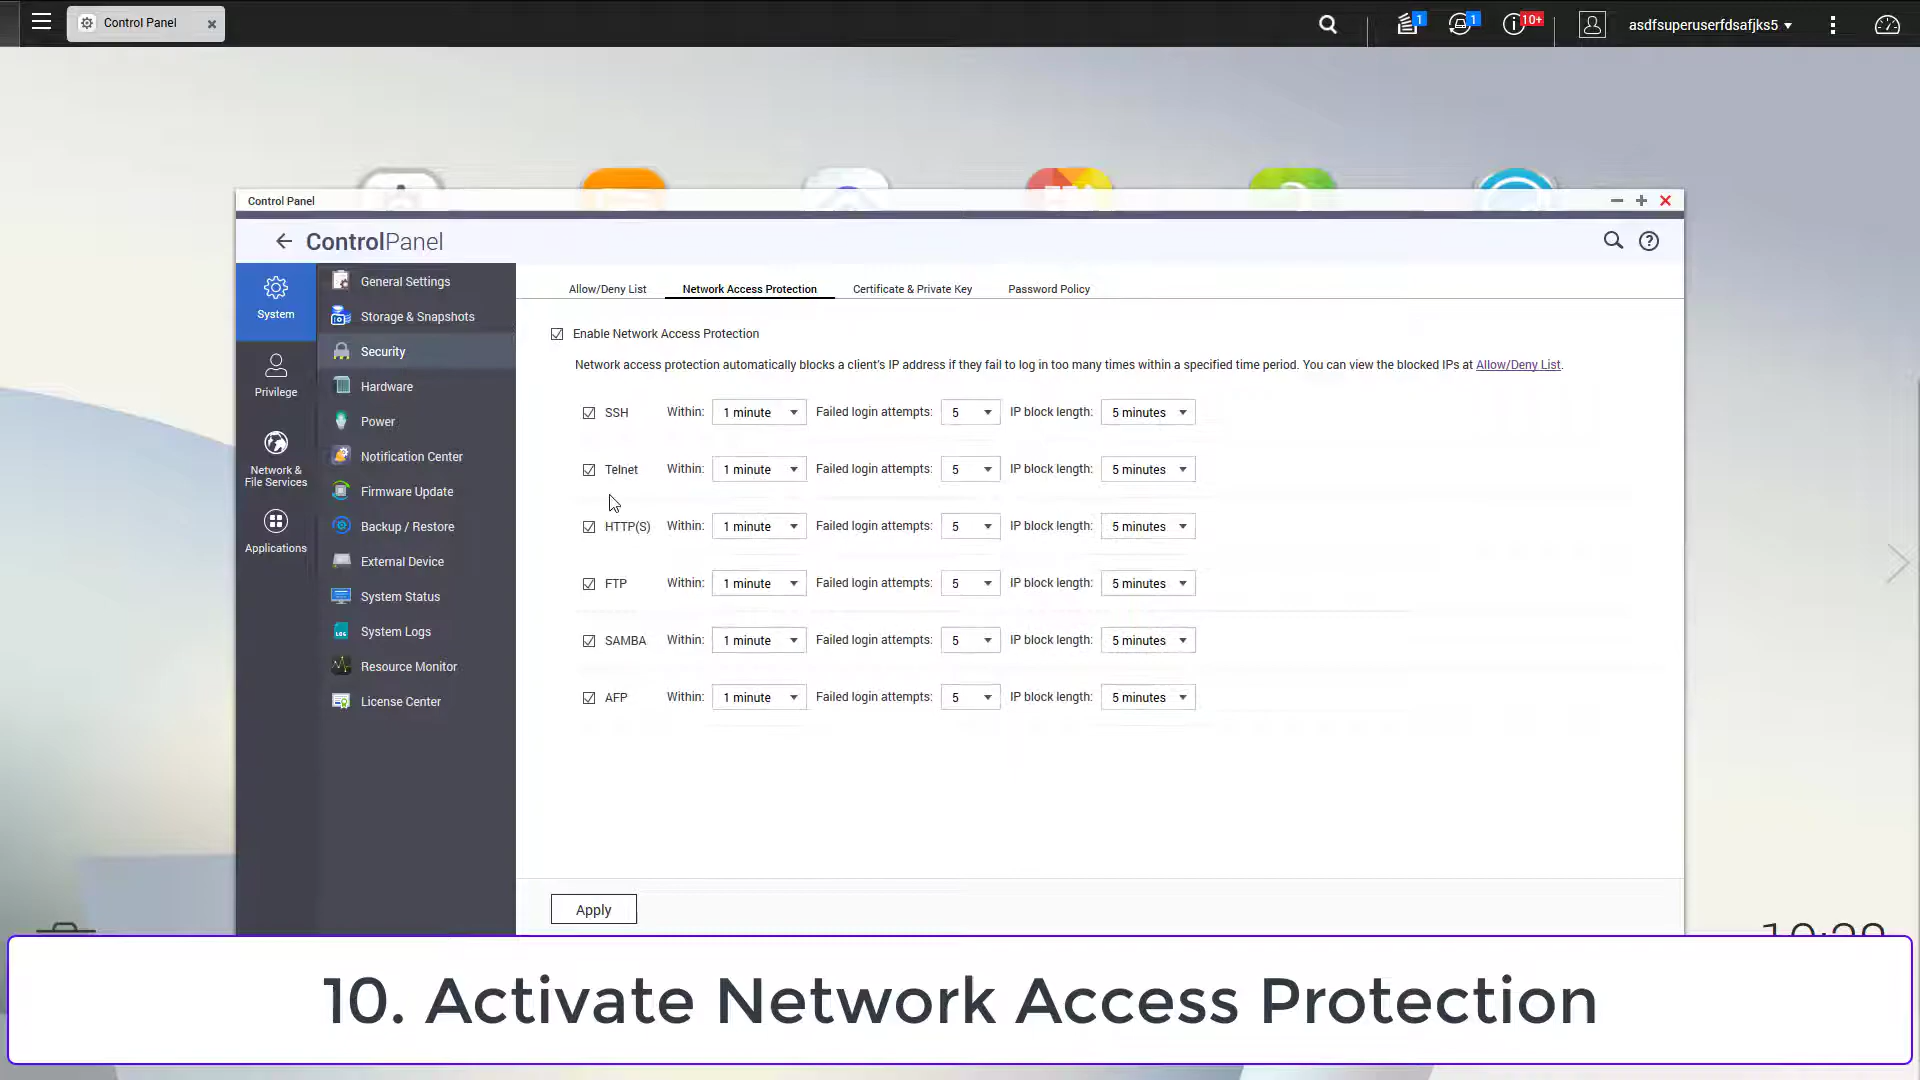 Control Panel
1
1
10+
asdfsuperuserfdsafjks5
Control Panel
ControlPanel
System
Privilege
Network &
File Services
Applications
General Settings
Storage & Snapshots
Security
Hardware
Power
Notification Center
Firmware Update
Backup / Restore
External Device
System Status
System Logs
Resource Monitor
License Center
Allow/Deny List Network Access Protection Certificate & Private Key Password Policy
Enable Network Access Protection
Network access protection automatically blocks a client's IP address if they fail to log in too many times within a specified time period. You can view the blocked IPs at Allow/Deny List.
SSH Within: 1 minute Failed login attempts: 5 IP block length: 5 minutes
Telnet Within: 1 minute Failed login attempts: 5 IP block length: 5 minutes
HTTP(S) Within: 1 minute Failed login attempts: 5 IP block length: 5 minutes
FTP Within: 1 minute Failed login attempts: 5 IP block length: 5 minutes
SAMBA Within: 1 minute Failed login attempts: 5 IP block length: 5 minutes
AFP Within: 1 minute Failed login attempts: 5 IP block length: 5 minutes
Apply
10. Activate Network Access Protection